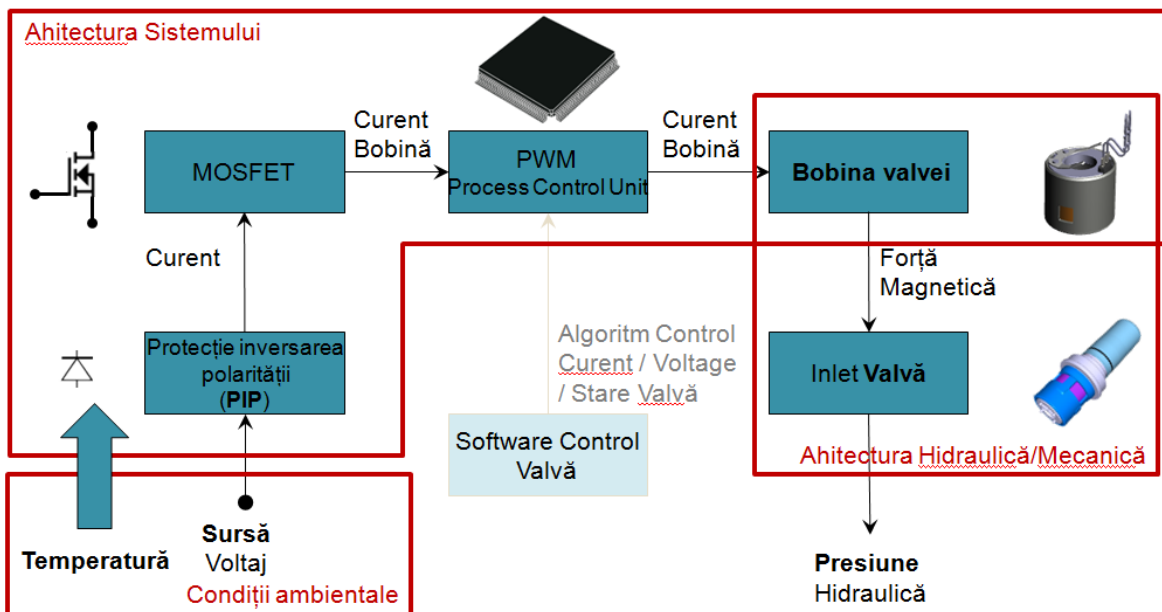 Ahitectura Sistemului
MOSFET
Curent
Bobină
PWM
Process Control Unit
Curent
Bobină
Bobina valvei
Curent
Forță
Magnetică
Protecție inversarea
polarității
(PIP)
Algoritm Control
Curent / Voltage
/ Stare Valvă
Inlet Valvă
Software Control
Valvă
Ahitectura Hidraulică/Mecanică
Temperatură
Sursă
Voltaj
Condiții ambientale
Presiune
Hidraulică